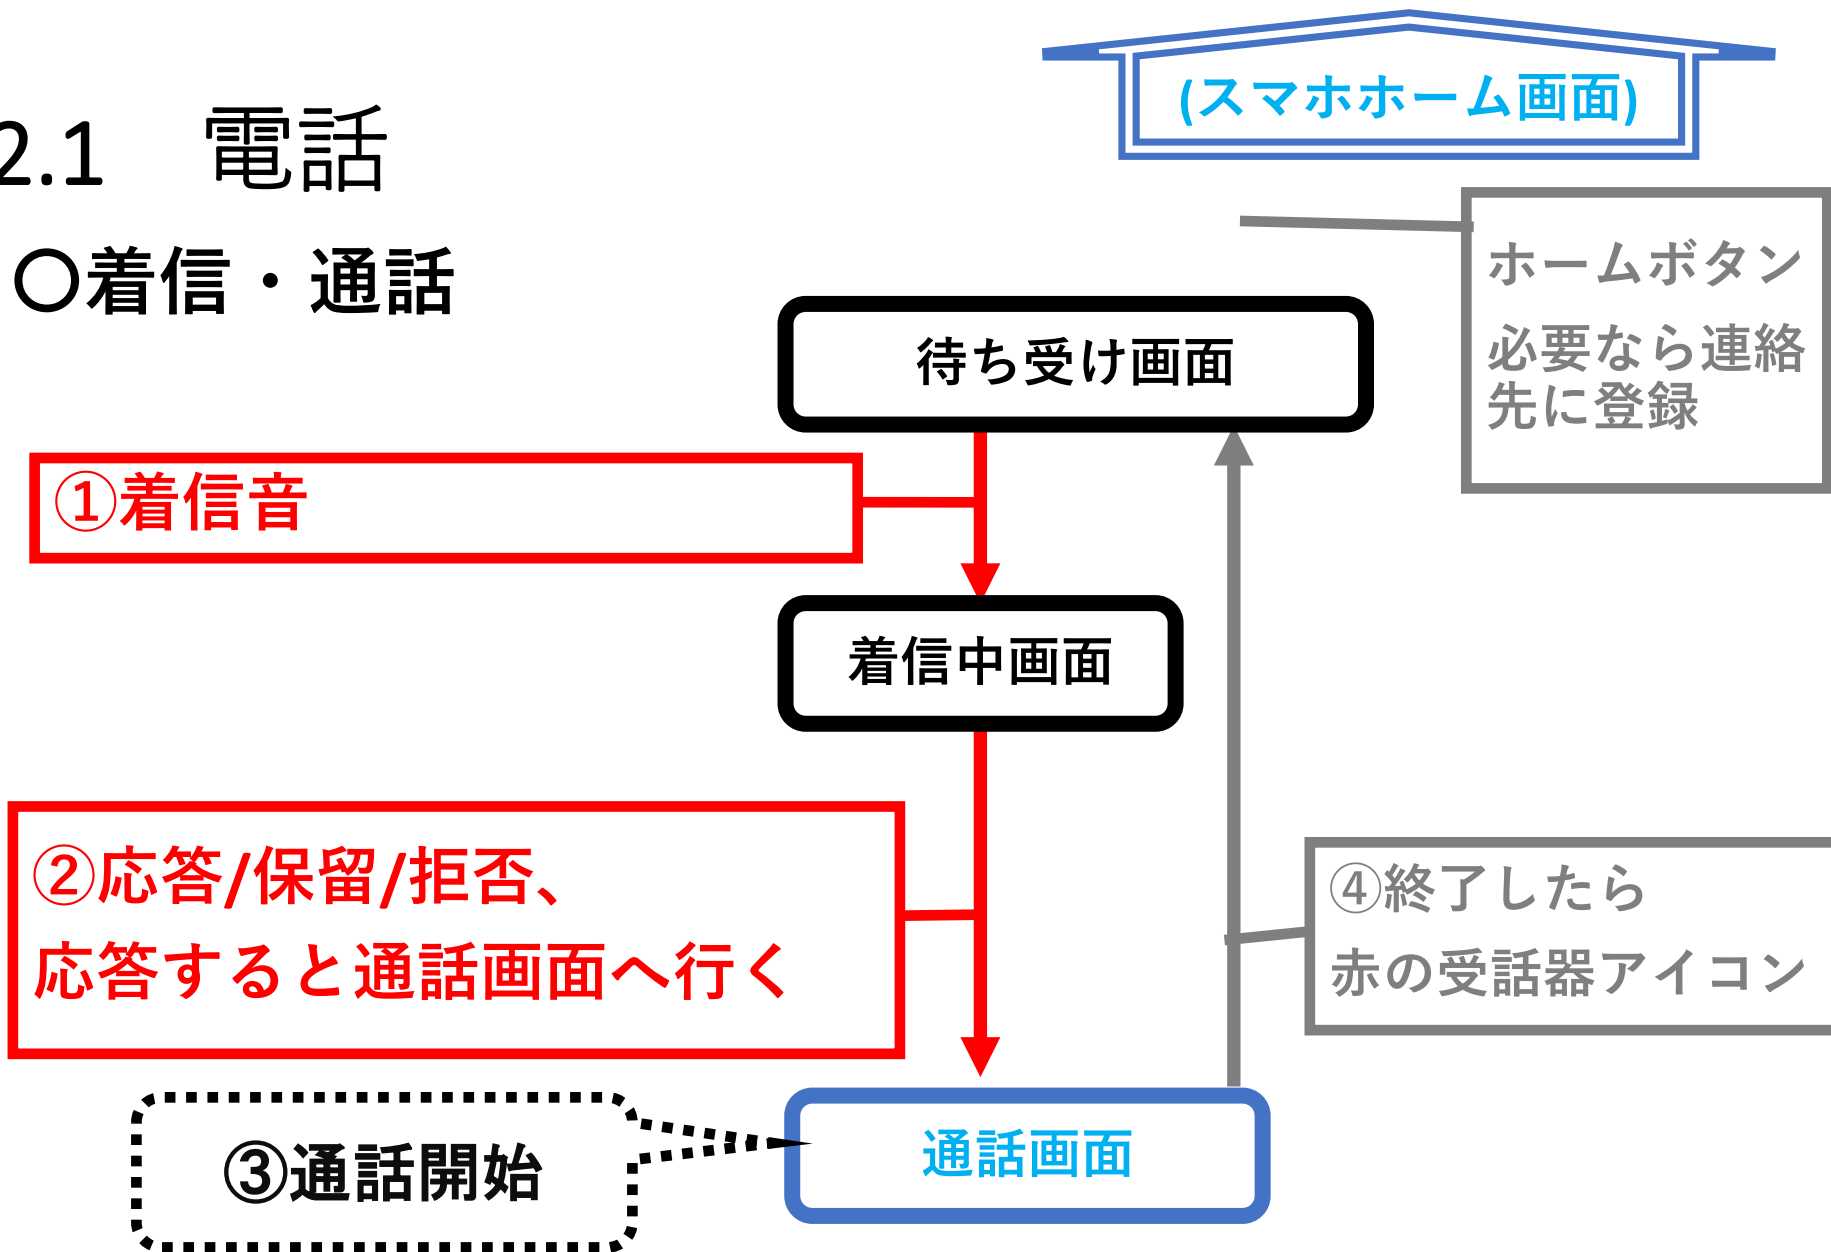 (スマホホーム画面)
2.1　電話
〇着信・通話
ホームボタン
必要なら連絡
先に登録
待ち受け画面
①着信音
着信中画面
②応答/保留/拒否、
応答すると通話画面へ行く
④終了したら
赤の受話器アイコン
③通話開始
通話画面